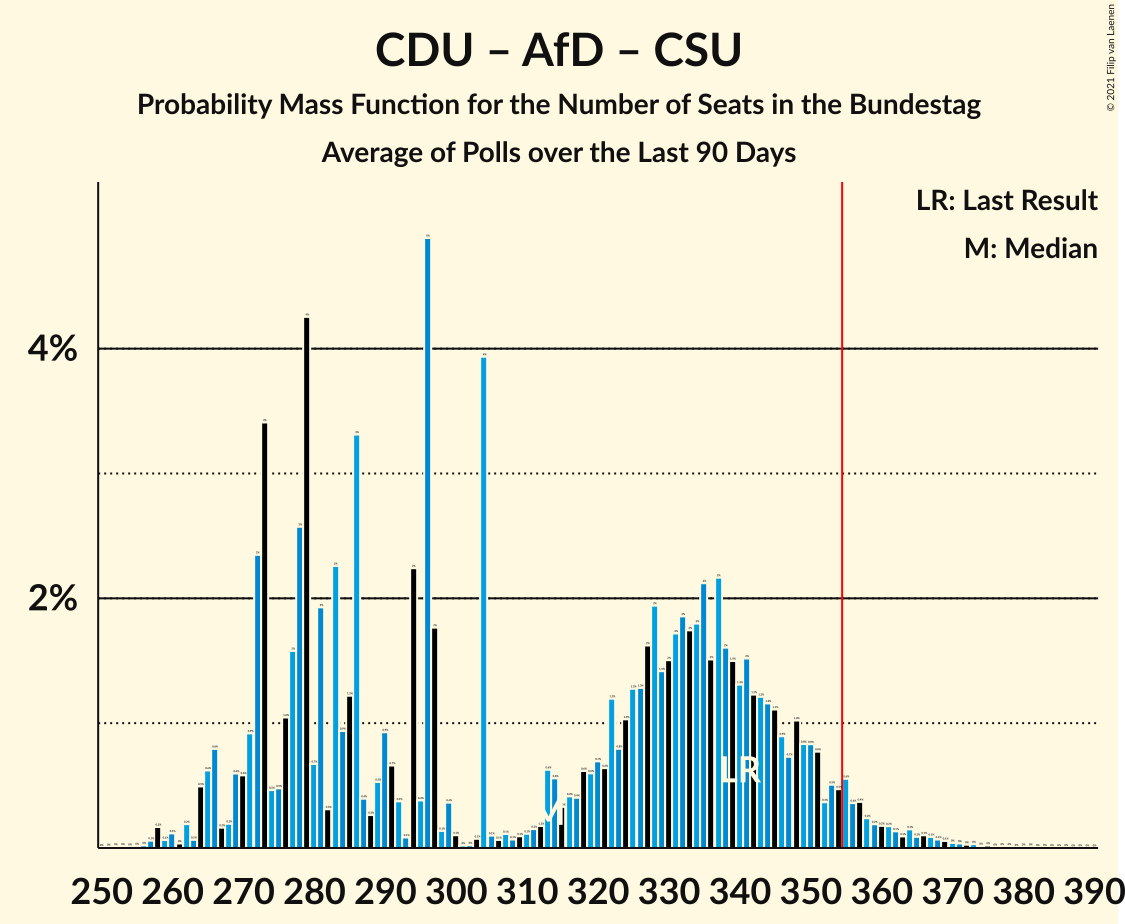 CDU – AfD – CSU
Probability Mass Function for the Number of Seats in the Bundestag
Average of Polls over the Last 90 Days
© 2021 Filip van Laenen
LR: Last Result
M: Median
4%
2%
LR
250 260 270 280 290 300 310 320 330 340 350 360 370 380 390